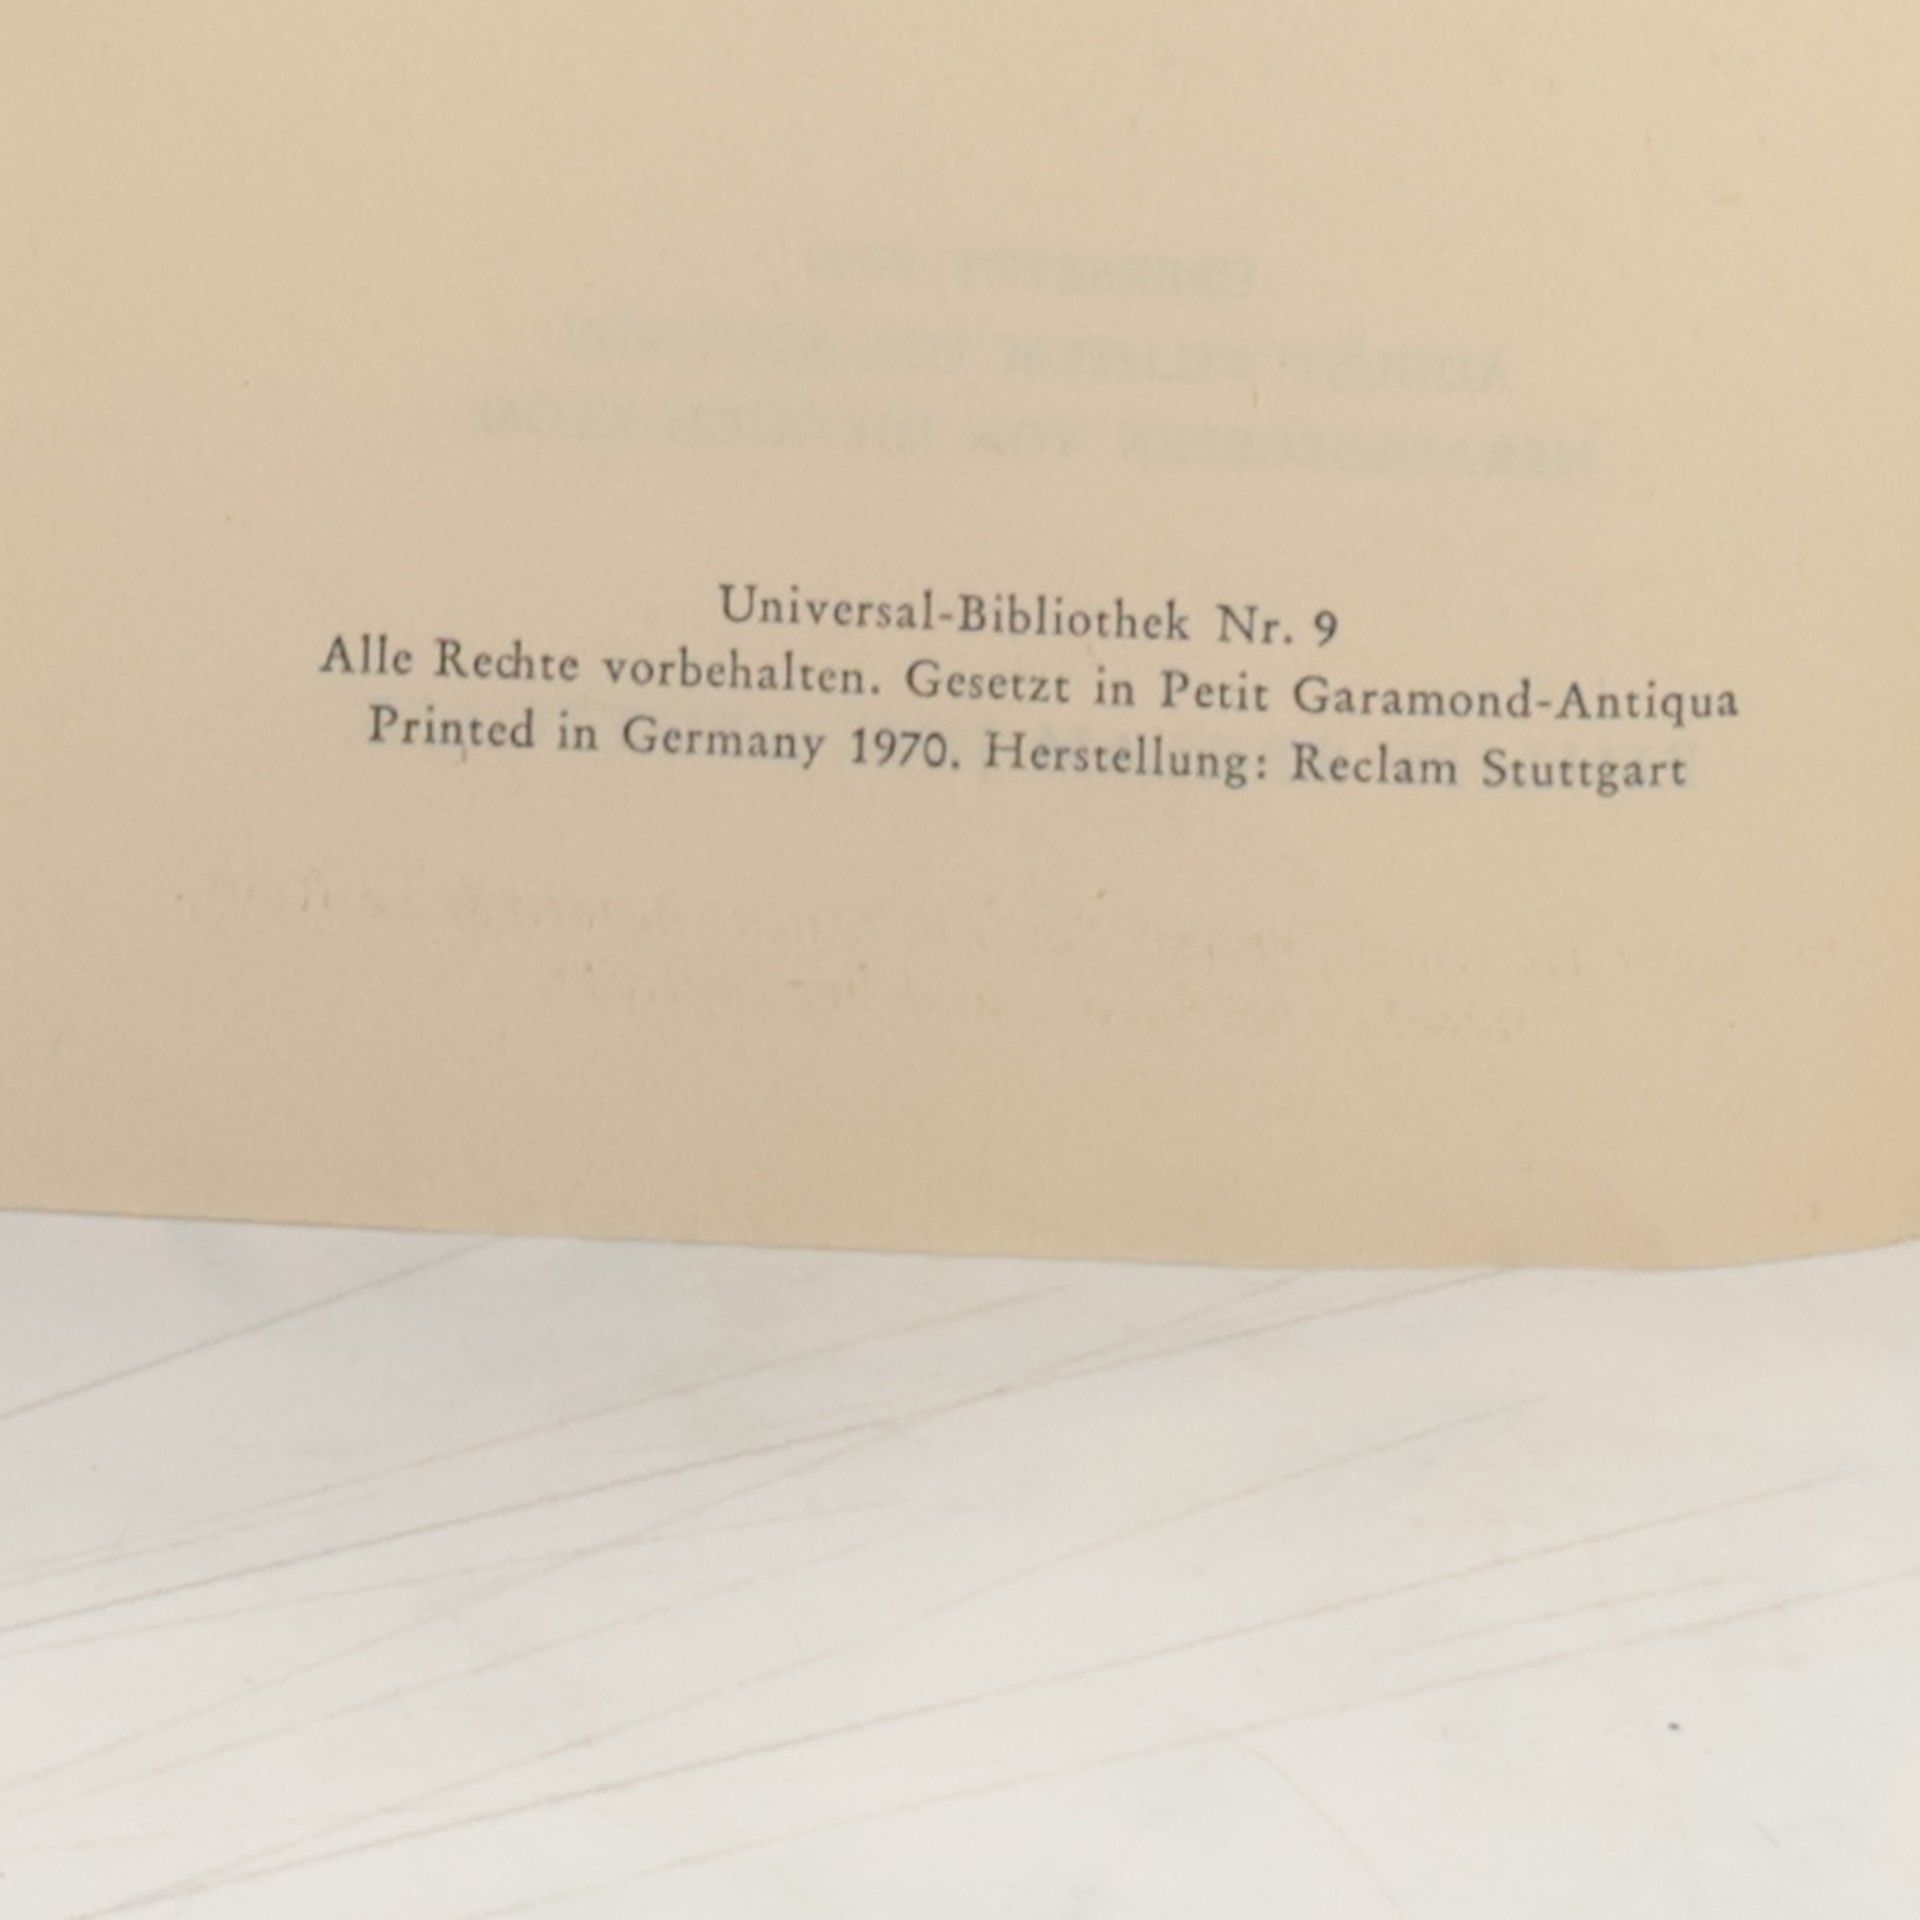 Universal-Bibliothek Nr. 9
Alle Rechte vorbehalten. Gesetzt in Petit Garamond-Antiqua
Printed in Germany 1970. Herstellung: Reclam Stuttgart